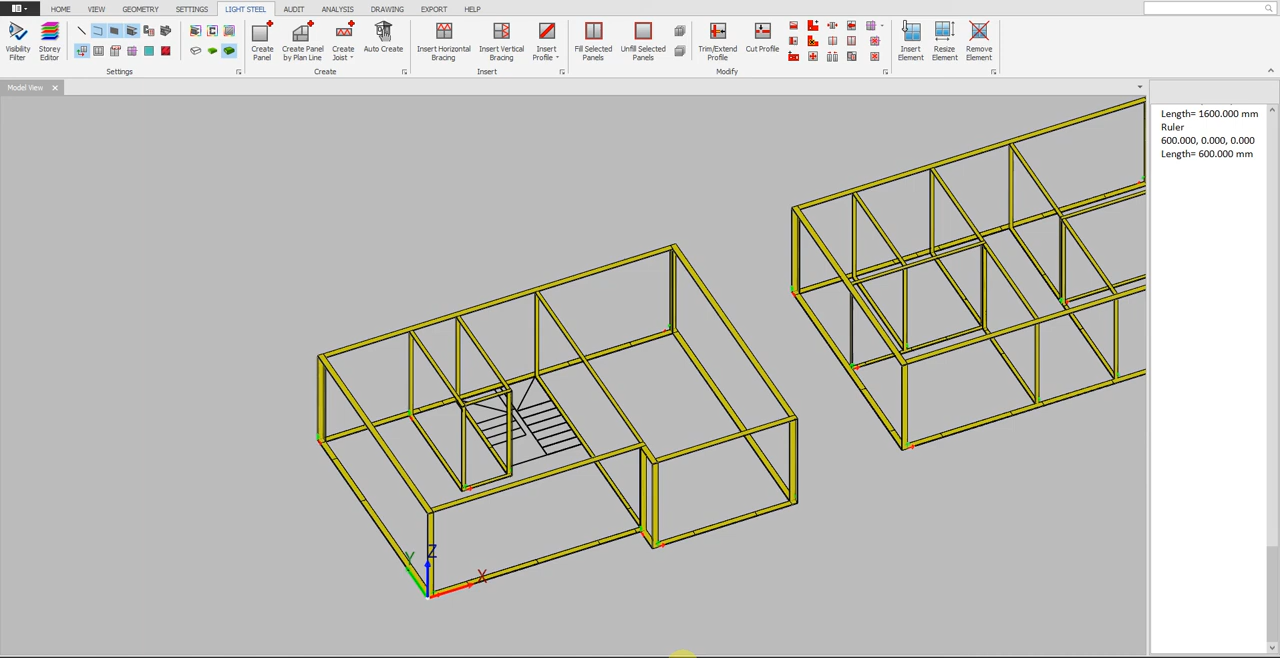 HOME VIEW GEOMETRY SETTINGS LIGHT STEEL AUDIT ANALYSIS DRAWING EXPORT HELP
Visibility Filter
Storey Editor
Settings
Create Panel
Create Panel by Plan Line
Create Joist
Auto Create
Create
Insert Horizontal Bracing
Insert Vertical Bracing
Insert Profile
Insert
Fill Selected Panels
Unfill Selected Panels
Trim/Extend Profile
Cut Profile
Modify
Insert Element
Resize Element
Remove Element
Model View
Length= 1600.000 mm
Ruler
600.000, 0.000, 0.000
Length= 600.000 mm
Y Z X